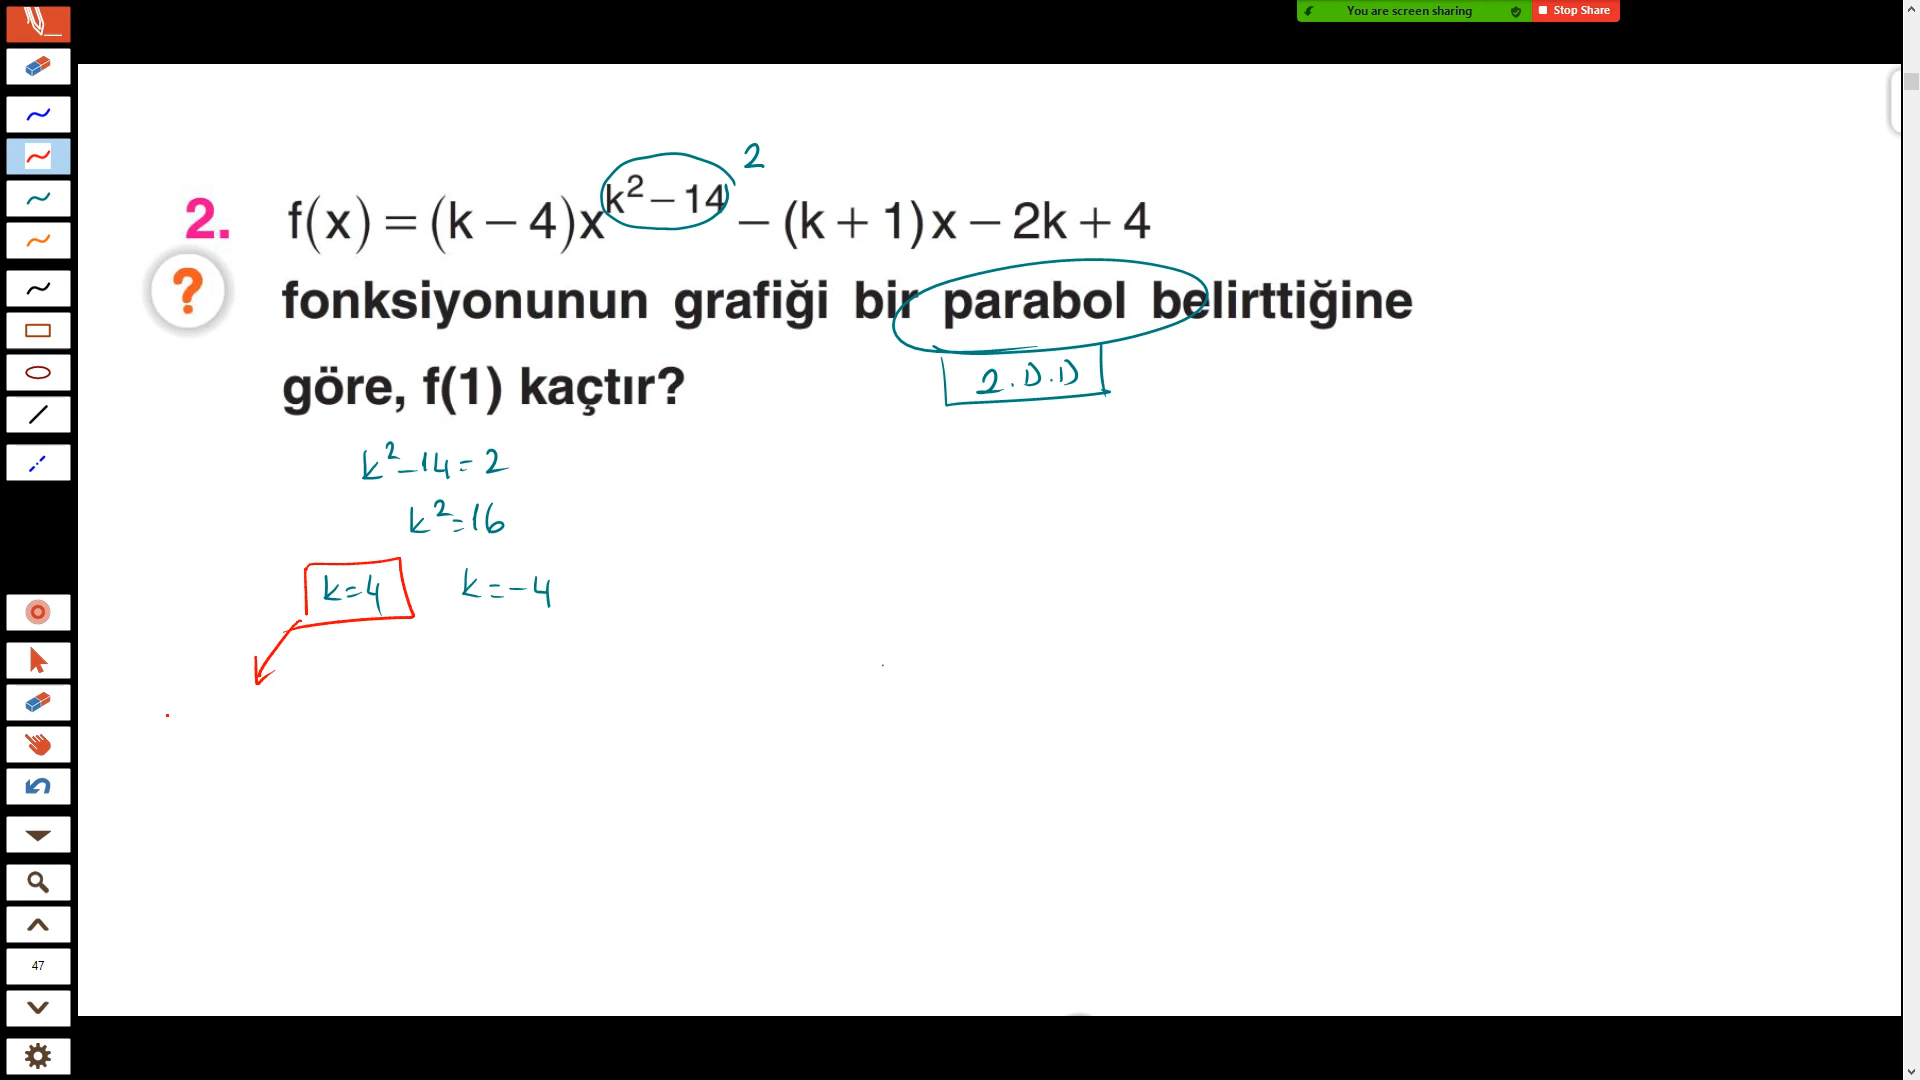 You are screen sharing
Stop Share
2
2. f(x) = (k – 4)x^(k² – 14) – (k + 1)x – 2k + 4
? fonksiyonunun grafiği bir parabol belirttiğine
göre, f(1) kaçtır?
2.D.D
k²-14=2
k²=16
k=4 k=-4
47